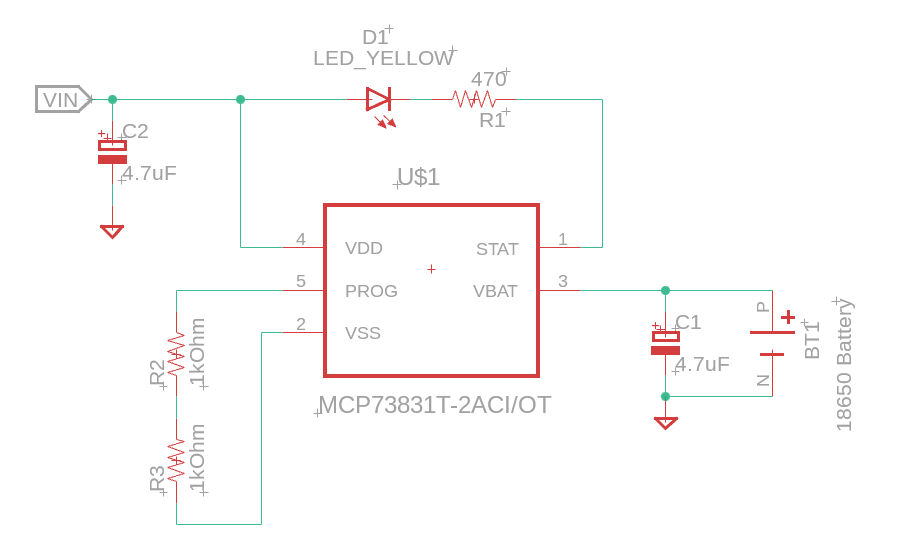 D1
LED_YELLOW
470
R1
VIN
C2
4.7uF
U$1
4
VDD
STAT
1
5
PROG
VBAT
3
2
VSS
MCP73831T-2ACI/OT
R2
1kOhm
R3
1kOhm
C1
4.7uF
P
N
BT1
18650 Battery